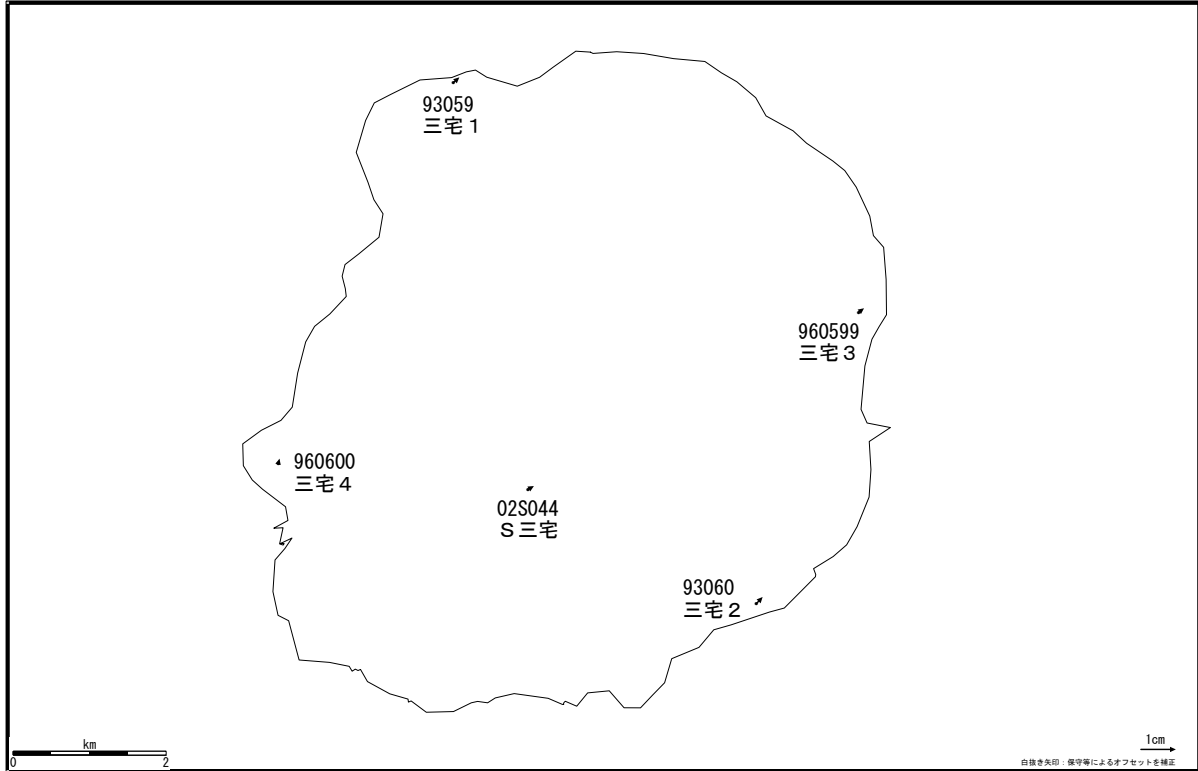 93059
三宅１
960599
三宅３
960600
三宅４
02S044
Ｓ三宅
93060
三宅２
km
0 2
1cm
白抜き矢印：保守等によるオフセットを補正